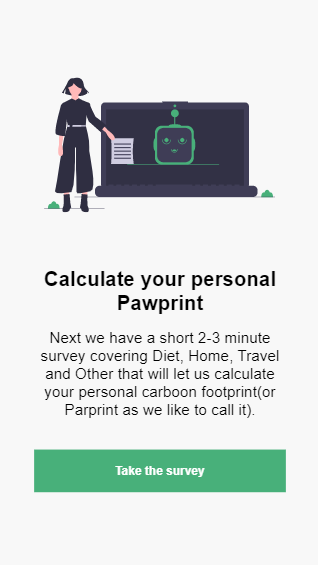 Calculate your personal
Pawprint
Next we have a short 2-3 minute
survey covering Diet, Home, Travel
and Other that will let us calculate
your personal carboon footprint(or
Parprint as we like to call it).
Take the survey